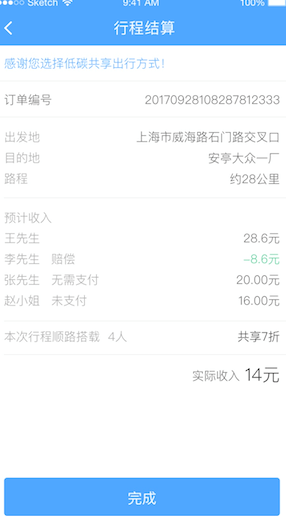 Sketch
9:41 AM
100%
行程结算
感谢您选择低碳共享出行方式！
订单编号 20170928108287812333
出发地 上海市威海路石门路交叉口
目的地 安亭大众一厂
路程 约28公里
预计收入
王先生 28.6元
李先生 赔偿 -8.6元
张先生 无需支付 20.00元
赵小姐 未支付 16.00元
本次行程顺路搭载 4人 共享7折
实际收入 14元
完成